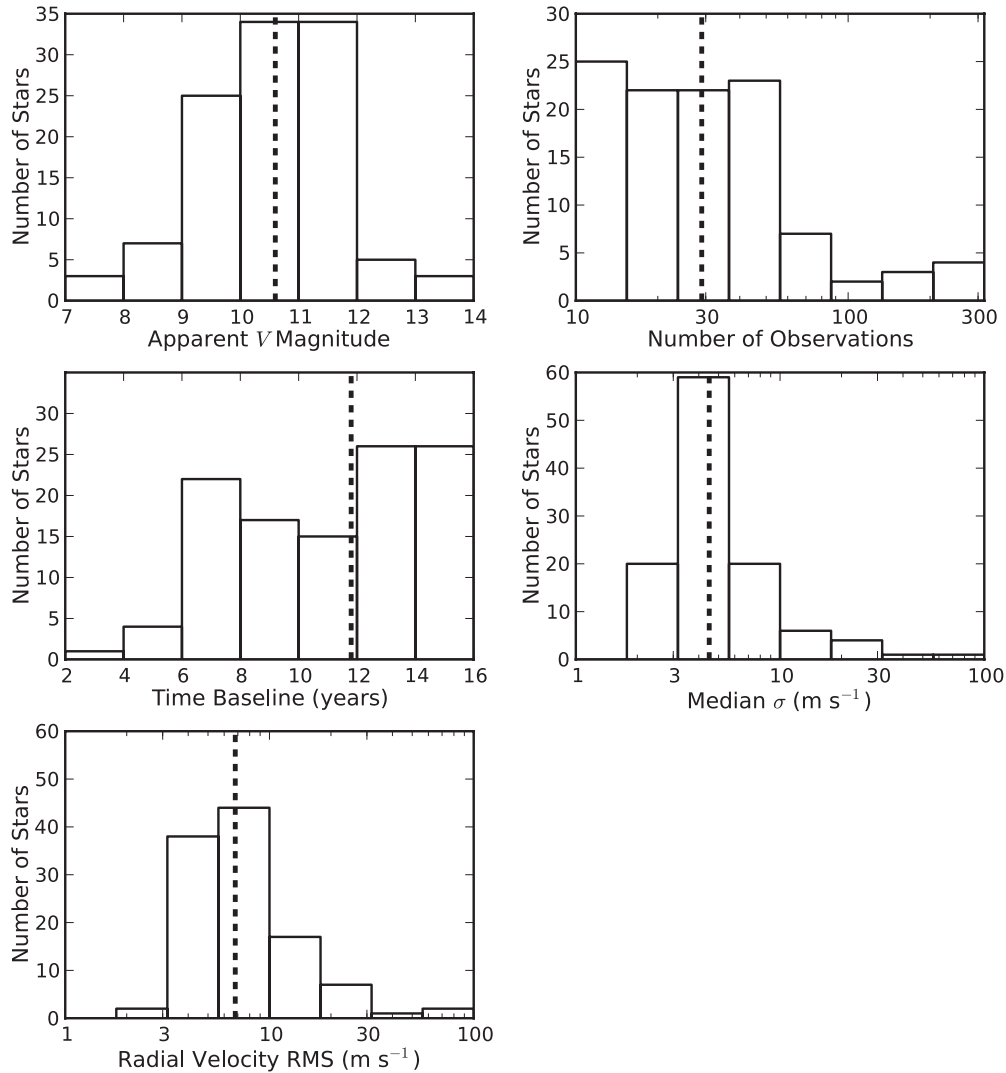 35
30
25
20
15
10
5
0
Number of Stars
7 8 9 10 11 12 13 14
Apparent V Magnitude
30
25
20
15
10
5
0
Number of Stars
10 30 100 300
Number of Observations
30
25
20
15
10
5
0
Number of Stars
2 4 6 8 10 12 14 16
Time Baseline (years)
60
50
40
30
20
10
0
Number of Stars
1 3 10 30 100
Median σ (m s⁻¹)
60
50
40
30
20
10
0
Number of Stars
1 3 10 30 100
Radial Velocity RMS (m s⁻¹)